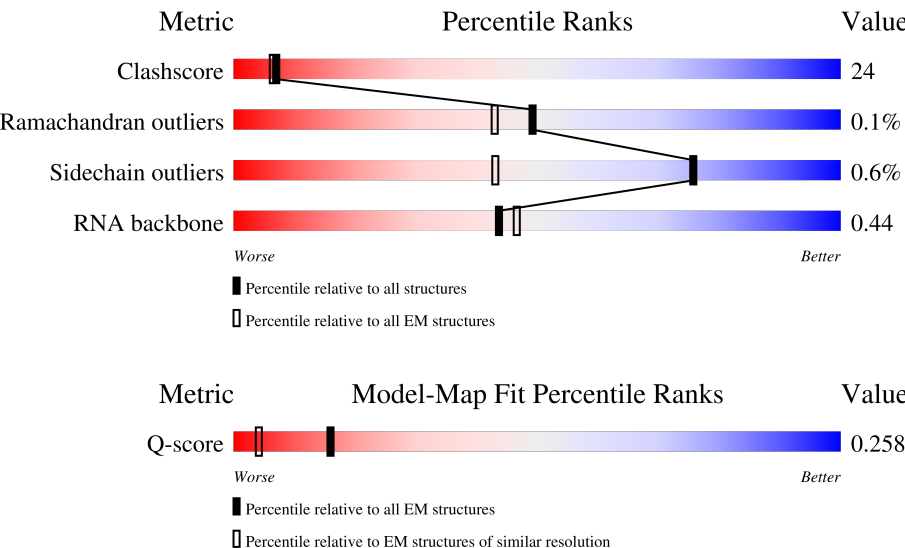 Metric Percentile Ranks Value
Clashscore 24
Ramachandran outliers 0.1%
Sidechain outliers 0.6%
RNA backbone 0.44
Worse Better
Percentile relative to all structures
Percentile relative to all EM structures
Metric Model-Map Fit Percentile Ranks Value
Q-score 0.258
Worse Better
Percentile relative to all EM structures
Percentile relative to EM structures of similar resolution